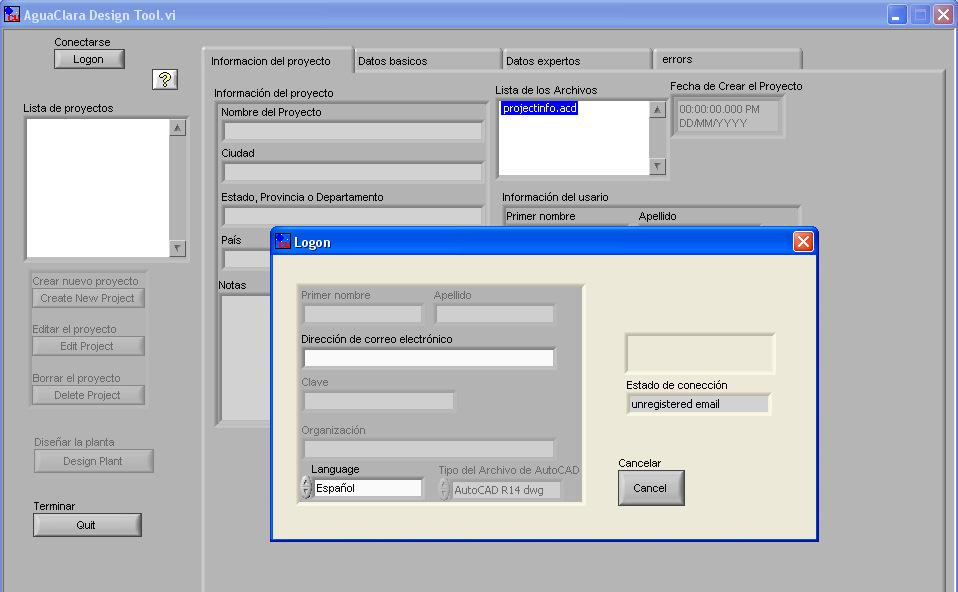 AguaClara Design Tool.vi
Conectarse
Logon
?
Lista de proyectos
Crear nuevo proyecto
Create New Project
Editar el proyecto
Edit Project
Borrar el proyecto
Delete Project
Diseñar la planta
Design Plant
Terminar
Quit
Informacion del proyecto
Datos basicos
Datos expertos
errors
Información del proyecto
Nombre del Proyecto
Ciudad
Estado, Provincia o Departamento
País
Notas
Lista de los Archivos
projectinfo.acd
Fecha de Crear el Proyecto
00:00:00.000 PM
DD/MM/YYYY
Información del usario
Primer nombre
Apellido
Logon
Primer nombre
Apellido
Dirección de correo electrónico
Clave
Organización
Language
Español
Tipo del Archivo de AutoCAD
AutoCAD R14 dwg
Estado de conección
unregistered email
Cancelar
Cancel